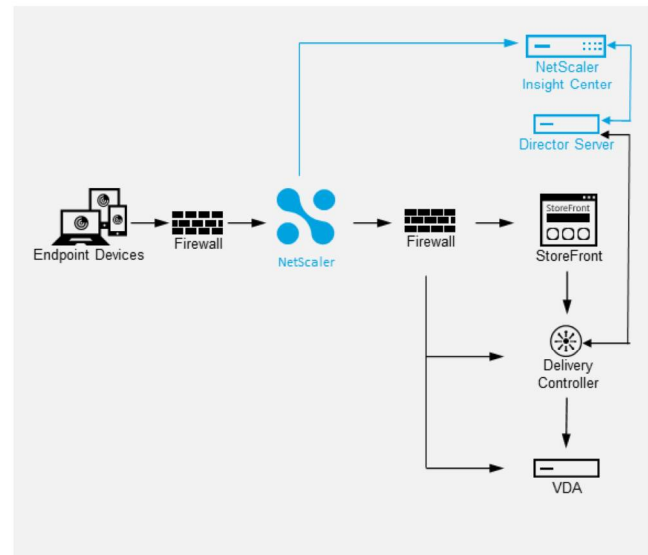 NetScaler
Insight Center
Director Server
StoreFront
Endpoint Devices
Firewall
NetScaler
Firewall
StoreFront
Delivery
Controller
VDA